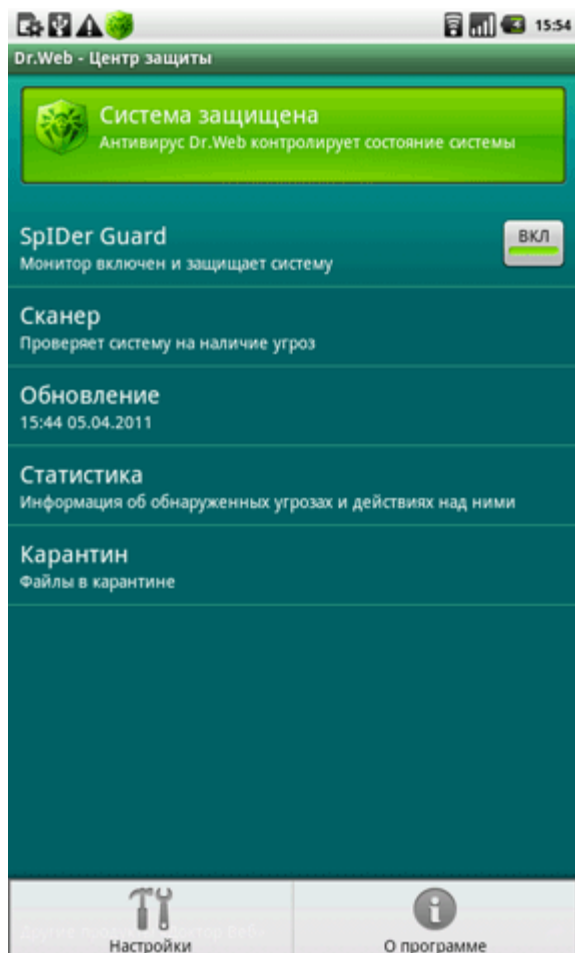 15:54
Dr.Web - Центр защиты
Система защищена
Антивирус Dr.Web контролирует состояние системы
SpIDer Guard
ВКЛ
Монитор включен и защищает систему
Сканер
Проверяет систему на наличие угроз
Обновление
15:44 05.04.2011
Статистика
Информация об обнаруженных угрозах и действиях над ними
Карантин
Файлы в карантине
Настройки
О программе